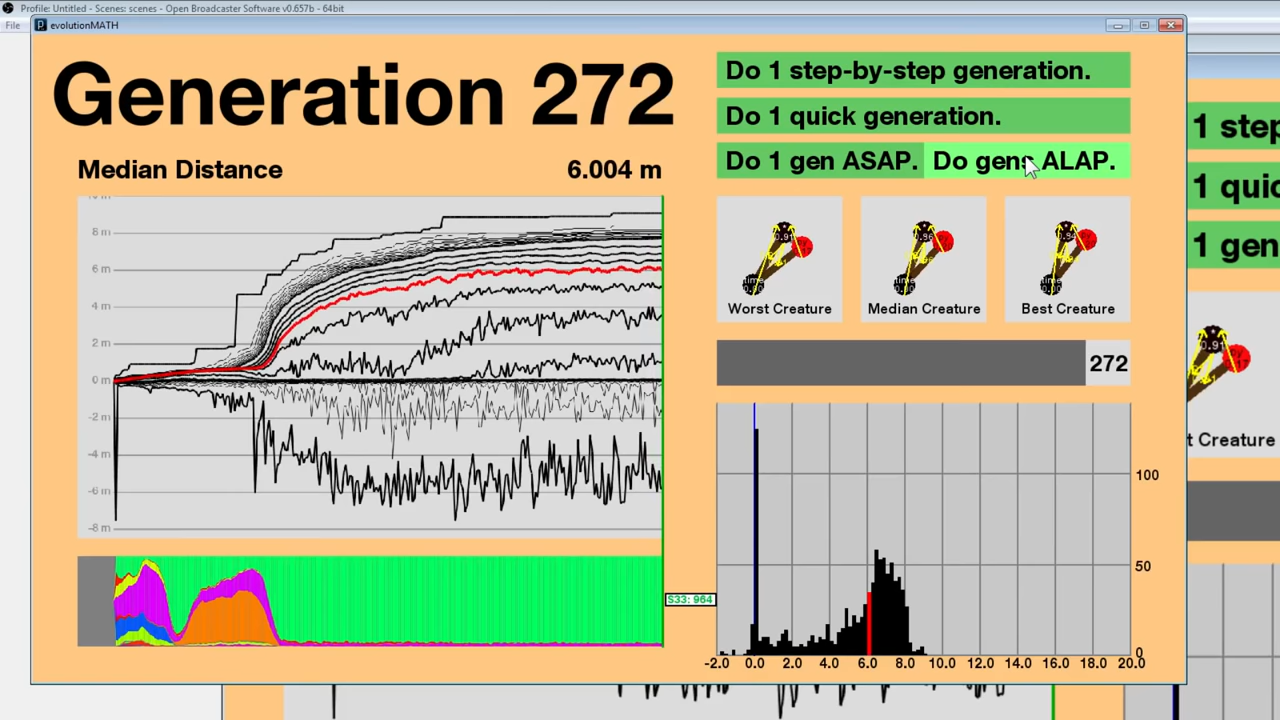 Profile: Untitled - Scenes: scenes - Open Broadcaster Software v0.657b - 64bit
File
evolutionMATH
Generation 272
Median Distance 6.004 m
8 m
6 m
4 m
2 m
0 m
-2 m
-4 m
-6 m
-8 m
S33: 964
Do 1 step-by-step generation.
Do 1 quick generation.
Do 1 gen ASAP. Do gens ALAP.
Worst Creature
Median Creature
Best Creature
272
100
50
0
-2.0 0.0 2.0 4.0 6.0 8.0 10.0 12.0 14.0 16.0 18.0 20.0
1 step
1 quic
1 gen
0.91
t Creature